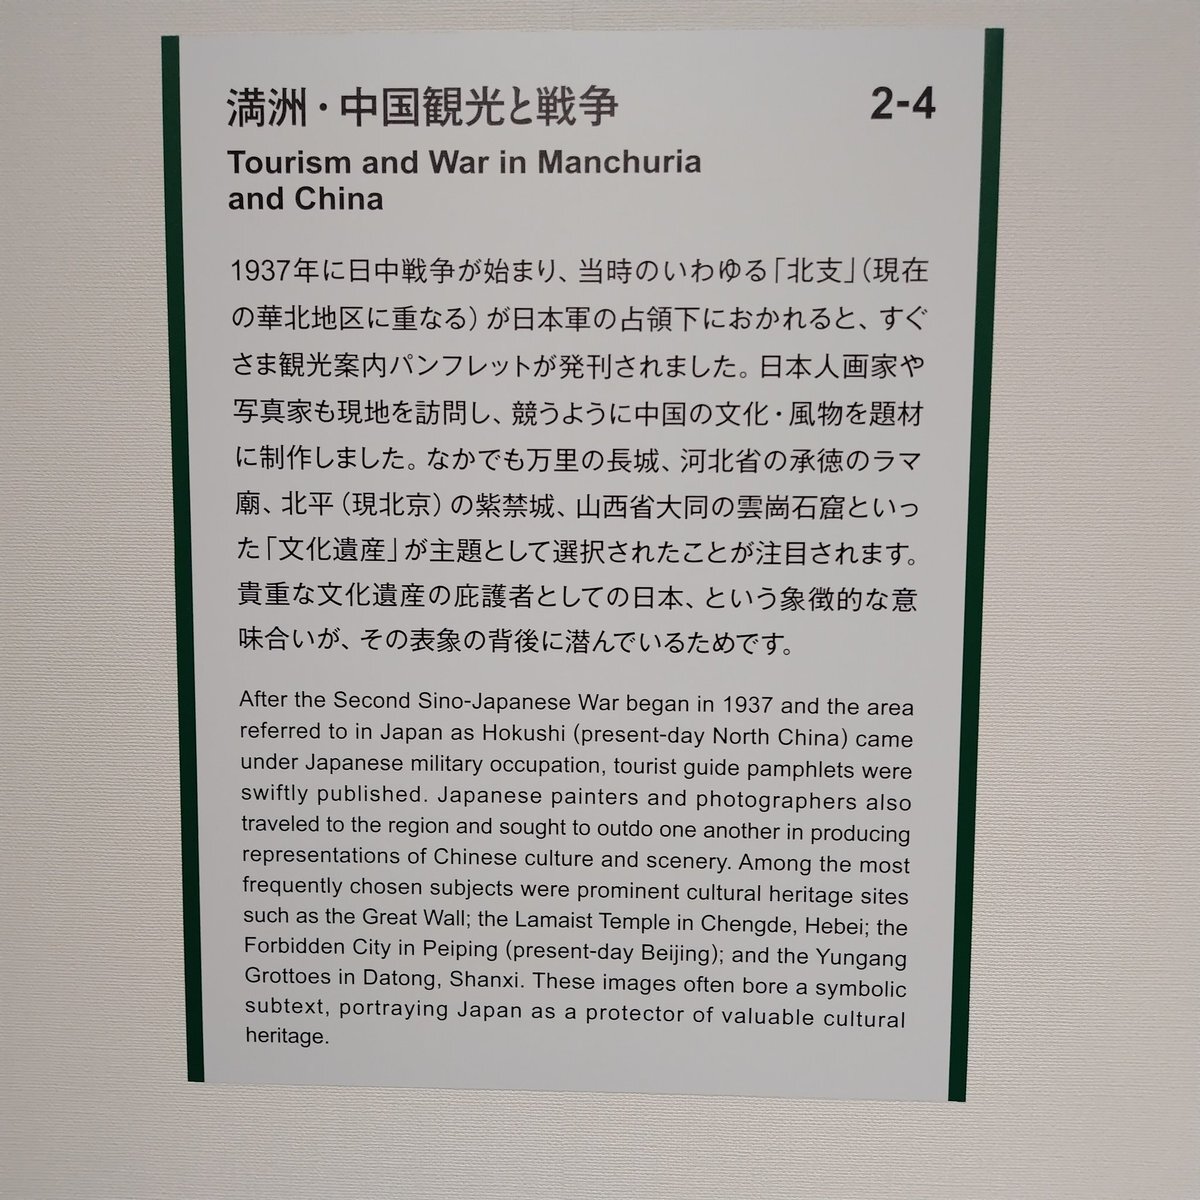 満洲・中国観光と戦争
2-4
Tourism and War in Manchuria
and China
1937年に日中戦争が始まり、当時のいわゆる「北支」（現在
の華北地区に重なる）が日本軍の占領下におかれると、すぐ
さま観光案内パンフレットが発刊されました。日本人画家や
写真家も現地を訪問し、競うように中国の文化・風物を題材
に制作しました。なかでも万里の長城、河北省の承徳のラマ
廟、北平（現北京）の紫禁城、山西省大同の雲崗石窟といっ
た「文化遺産」が主題として選択されたことが注目されます。
貴重な文化遺産の庇護者としての日本、という象徴的な意
味合いが、その表象の背後に潜んでいるためです。
After the Second Sino-Japanese War began in 1937 and the area
referred to in Japan as Hokushi (present-day North China) came
under Japanese military occupation, tourist guide pamphlets were
swiftly published. Japanese painters and photographers also
traveled to the region and sought to outdo one another in producing
representations of Chinese culture and scenery. Among the most
frequently chosen subjects were prominent cultural heritage sites
such as the Great Wall; the Lamaist Temple in Chengde, Hebei; the
Forbidden City in Peiping (present-day Beijing); and the Yungang
Grottoes in Datong, Shanxi. These images often bore a symbolic
subtext, portraying Japan as a protector of valuable cultural
heritage.